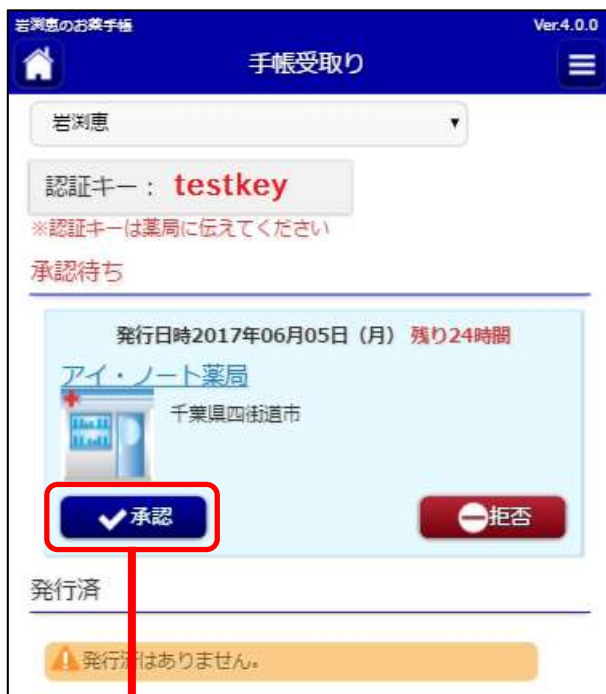 岩渕恵のお薬手帳 Ver.4.0.0
手帳受取り
岩渕恵
認証キー： testkey
※認証キーは薬局に伝えてください
承認待ち
発行日時2017年06月05日（月） 残り24時間
アイ・ノート薬局
千葉県四街道市
承認 拒否
発行済
発行済はありません。